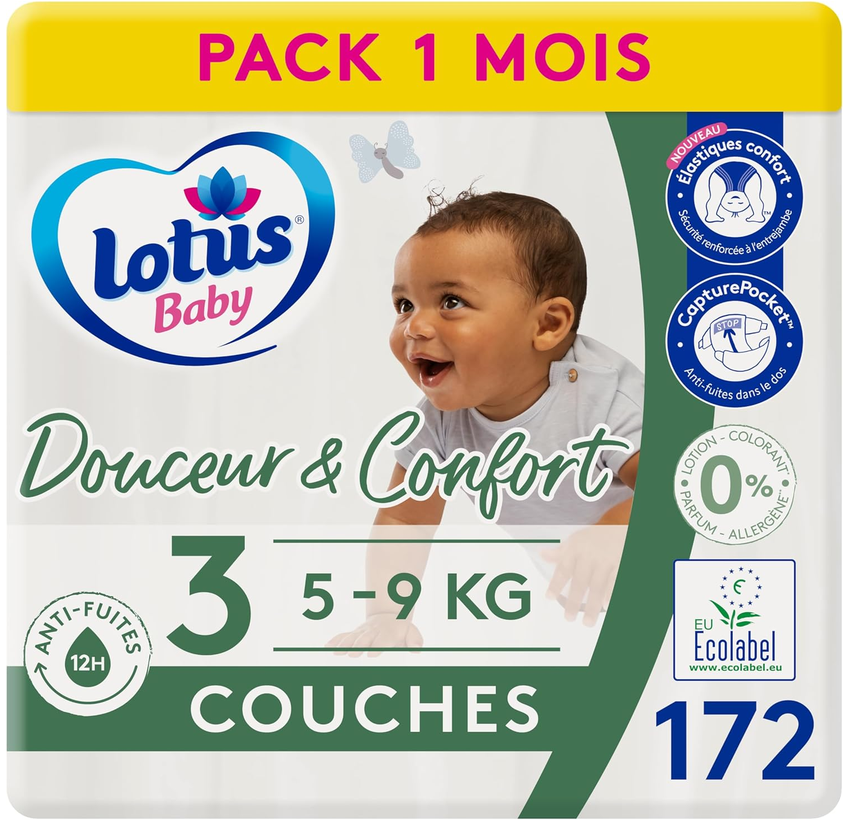 PACK 1 MOIS
lotus®
Baby
NOUVEAU
Élastiques confort
Sécurité renforcée à l'entrejambe
™
CapturePocket™
STOP
Anti-fuites dans le dos
Douceur & Confort
LOTION - COLORANT*
0%
PARFUM - ALLERGÈNE*
3
5-9 KG
ANTI-FUITES
12H
EU
Ecolabel
www.ecolabel.eu
COUCHES
172